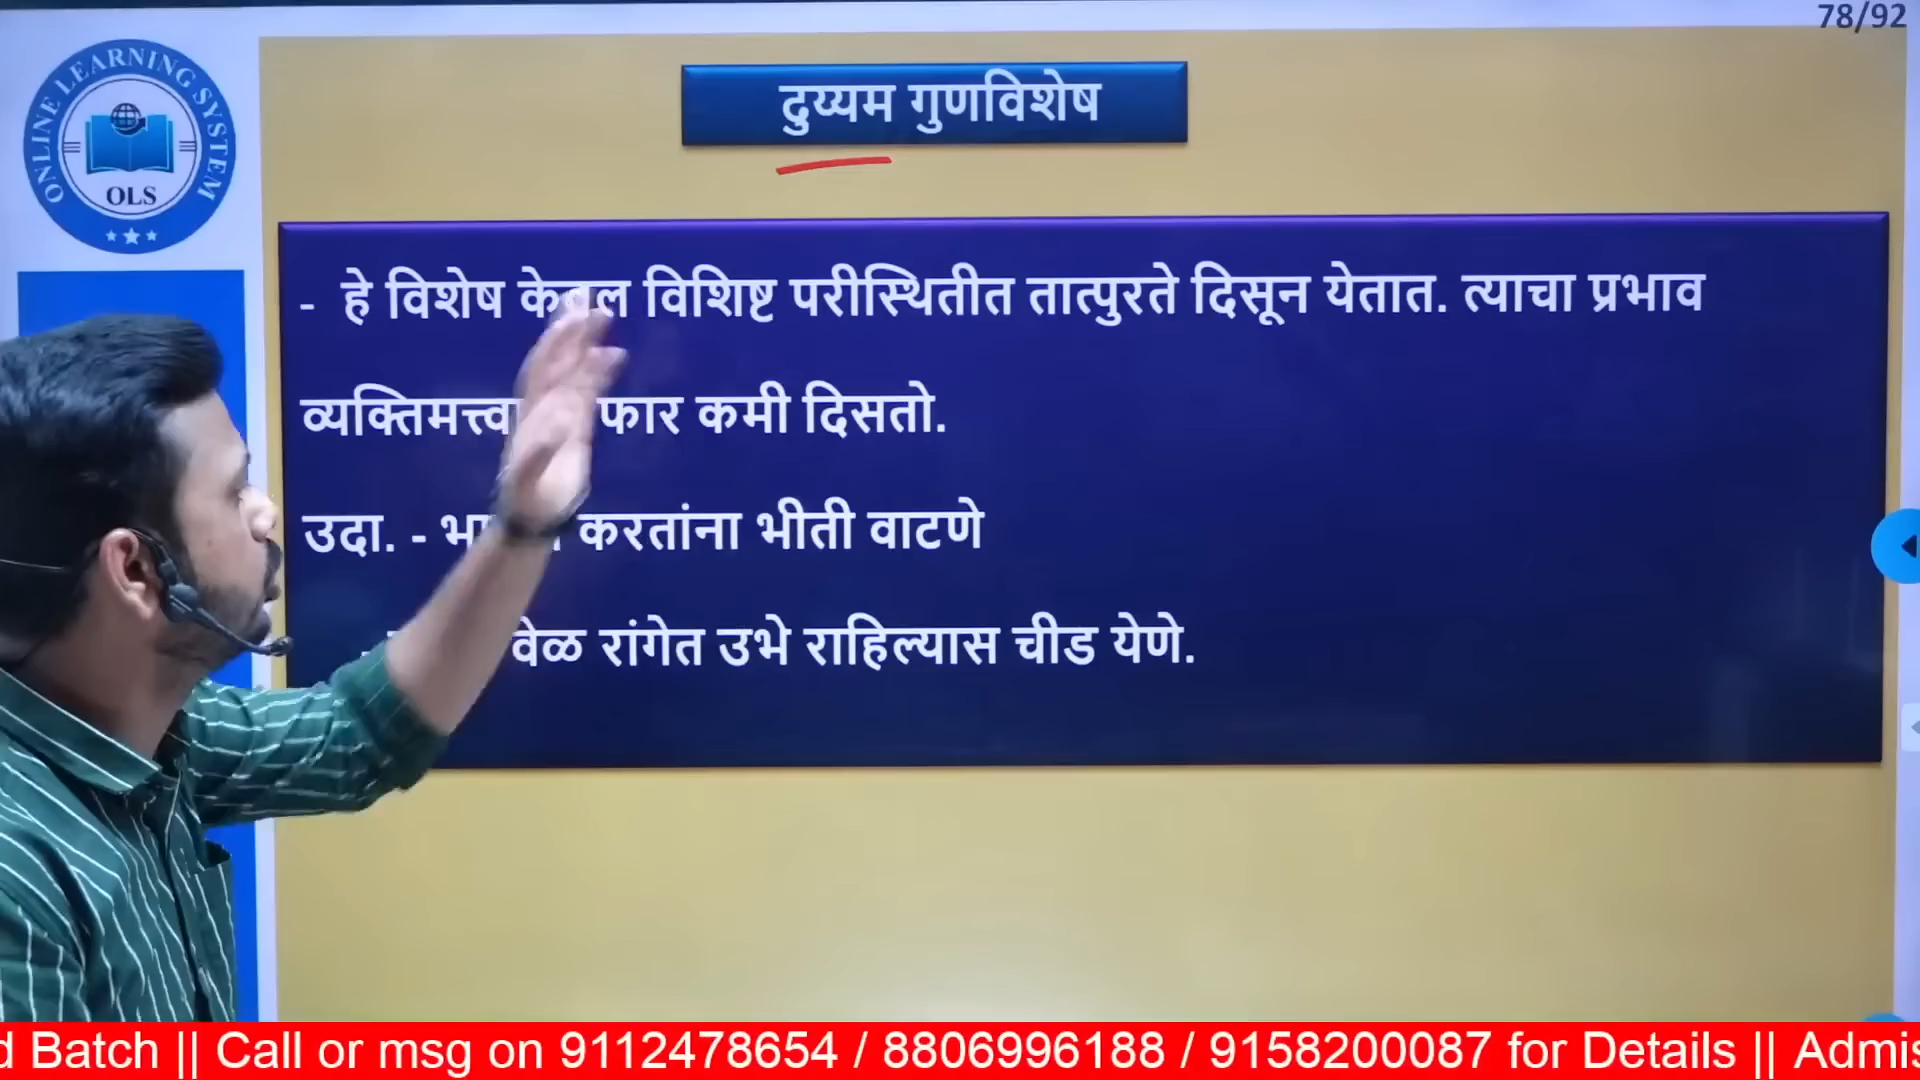 78/92
ONLINE LEARNING SYSTEM
OLS
दुय्यम गुणविशेष
- हे विशेष केवल विशिष्ट परीस्थितीत तात्पुरते दिसून येतात. त्याचा प्रभाव
फार कमी दिसतो.
उदा. - करतांना भीती वाटणे
वेळ रांगेत उभे राहिल्यास चीड येणे.
Batch || Call or msg on 9112478654 / 8806996188 / 9158200087 for Details ||